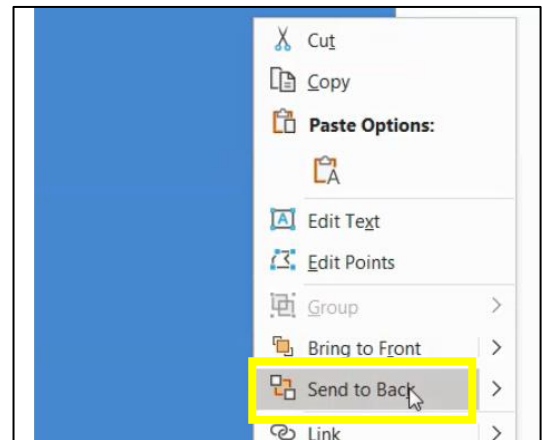 Cut
Copy
Paste Options:
A
Edit Text
A
Edit Points
Group
Bring to Front
Send to Back
Link